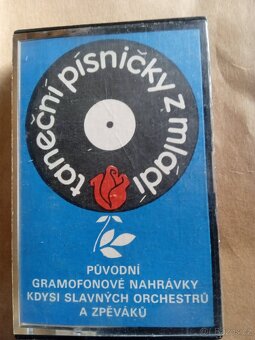 taneční písničky z mládí
PŮVODNÍ
GRAMOFONOVÉ NAHRÁVKY
KDYSI SLAVNÝCH ORCHESTRŮ
A ZPĚVÁKŮ